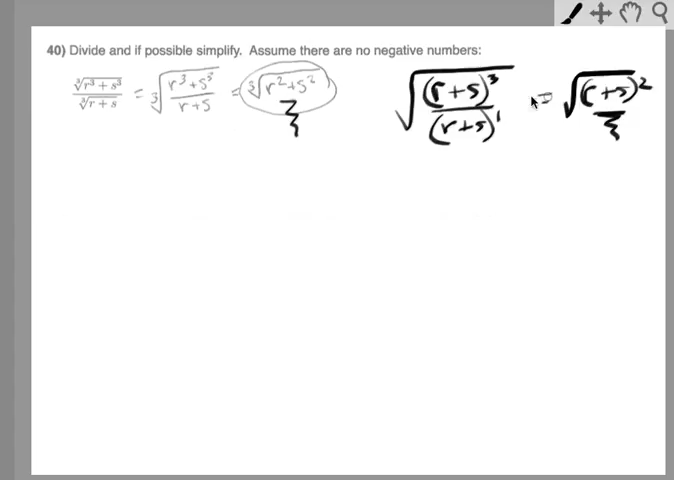 40) Divide and if possible simplify. Assume there are no negative numbers:
∛(r³ + s³) / ∛(r + s) = ∛((r³+s³)/(r+s)) = ∛(r²+s²) √((r+s)³/(r+s)¹) = √(r+s)²